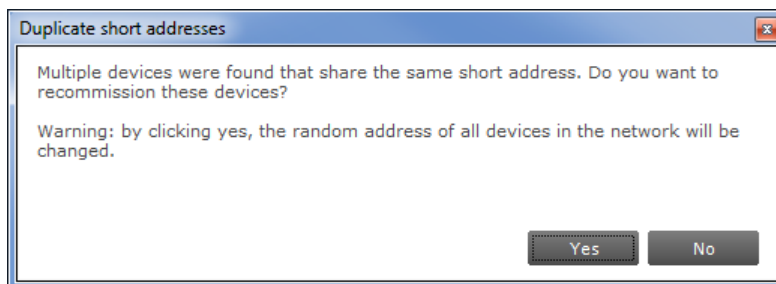 Duplicate short addresses
Multiple devices were found that share the same short address. Do you want to
recommission these devices?
Warning: by clicking yes, the random address of all devices in the network will be
changed.
Yes
No